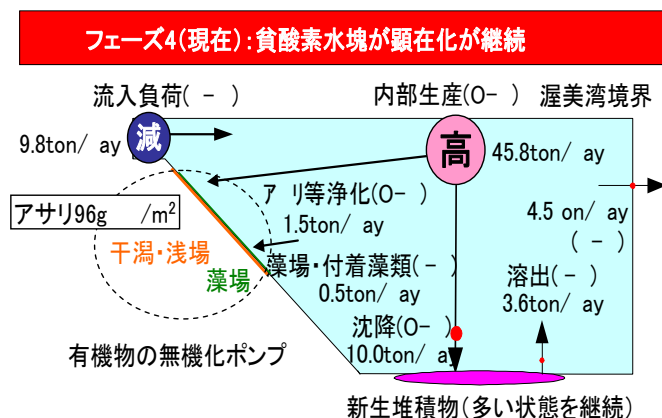 フェーズ4(現在):貧酸素水塊が顕在化が継続
流入負荷( - )
内部生産(O- )
渥美湾境界
減
高
9.8ton/ ay
45.8ton/ ay
ア リ等浄化(O- )
1.5ton/ ay
アサリ96g /m²
4.5 on/ ay
( - )
干潟・浅場
藻場
藻場・付着藻類( - )
0.5ton/ ay
溶出( - )
3.6ton/ ay
沈降(O- )
10.0ton/ a
有機物の無機化ポンプ
新生堆積物(多い状態を継続)